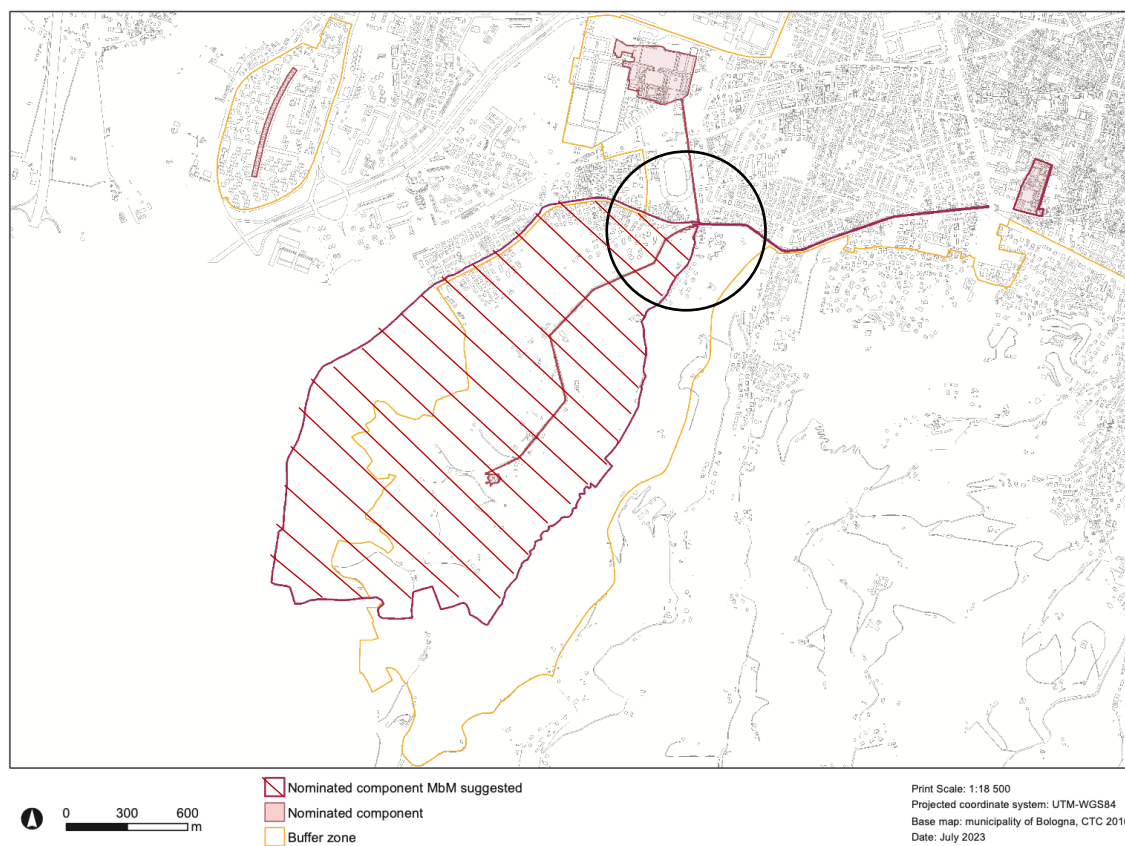 Nominated component MbM suggested
Nominated component
Buffer zone
0 300 600
m
Print Scale: 1:18 500
Projected coordinate system: UTM-WGS84
Base map: municipality of Bologna, CTC 2010
Date: July 2023